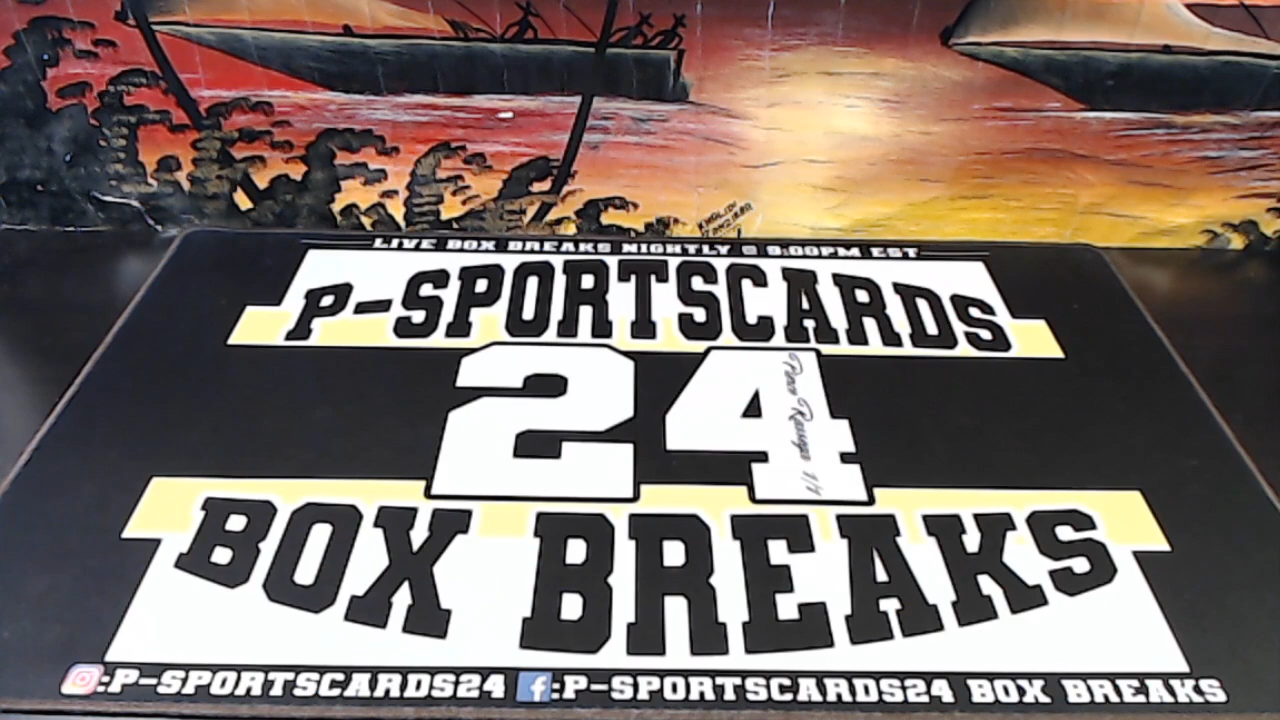 LIVE BOX BREAKS NIGHTLY @ 9:00PM EST
P-SPORTSCARDS
24
BOX BREAKS
:P-SPORTSCARDS24 :P-SPORTSCARDS24 BOX BREAKS